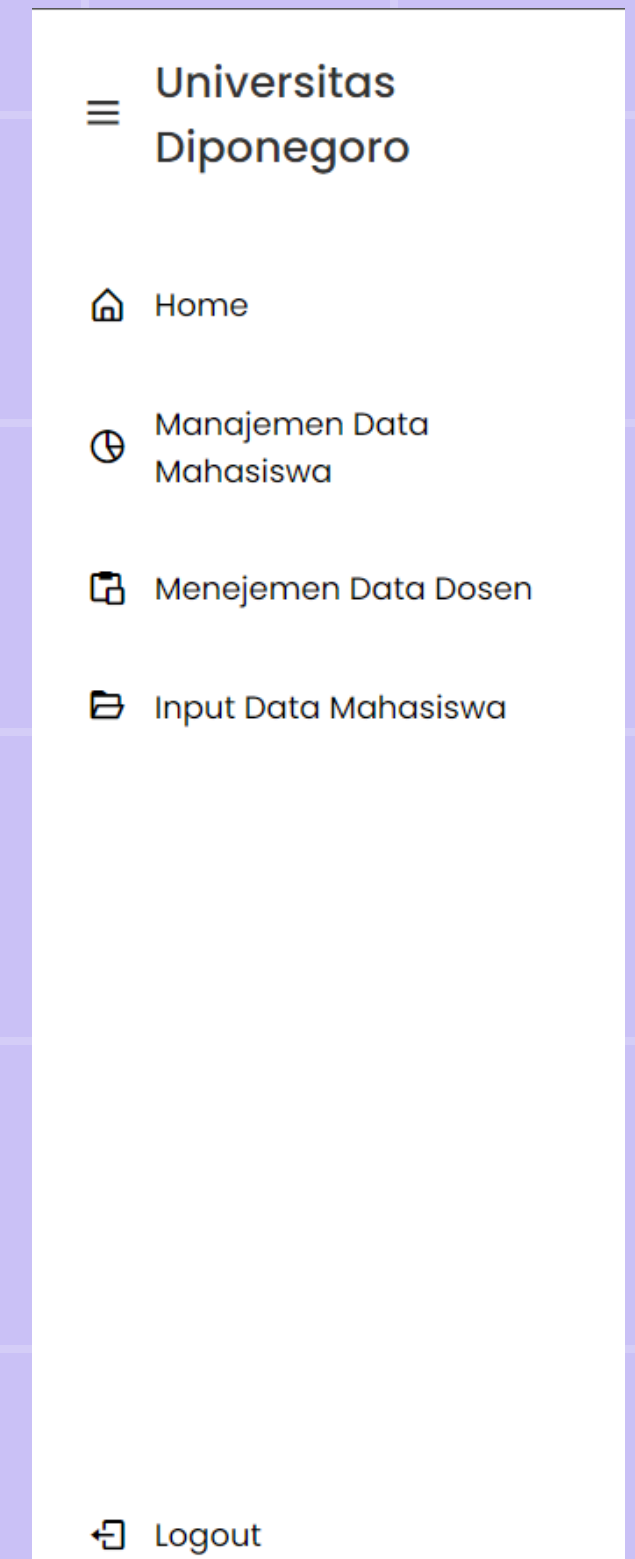 Universitas
Diponegoro
Home
Manajemen Data
Mahasiswa
Menejemen Data Dosen
Input Data Mahasiswa
Logout